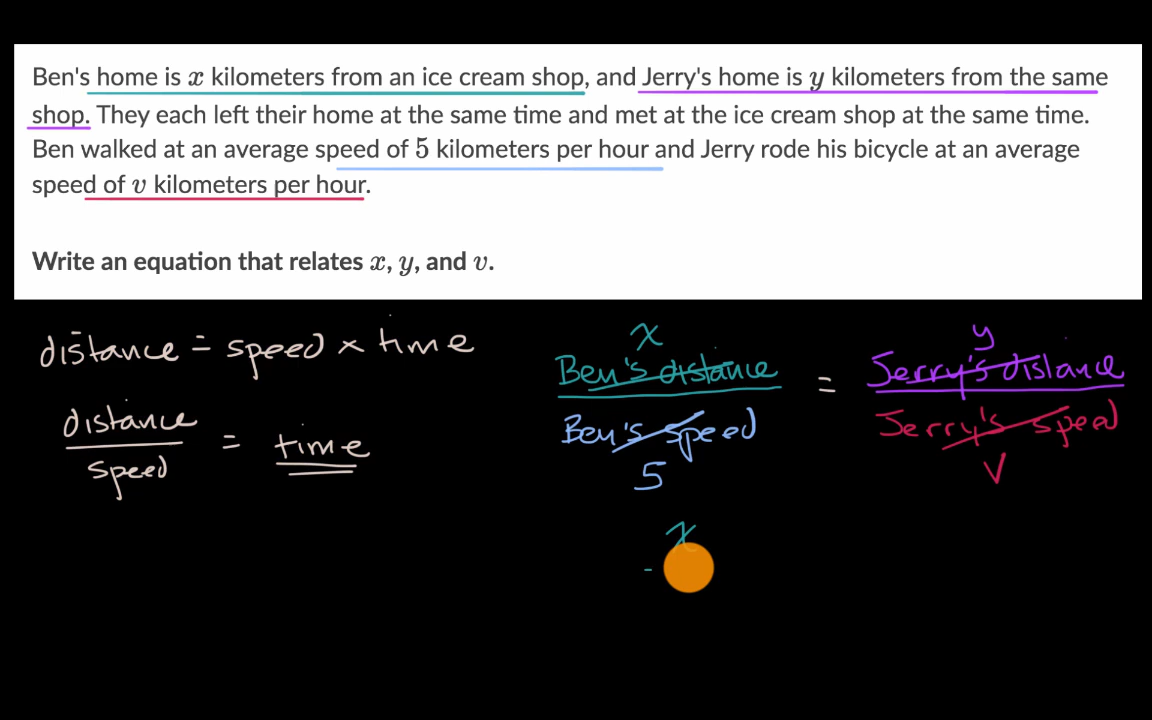 Ben's home is x kilometers from an ice cream shop, and Jerry's home is y kilometers from the same
shop. They each left their home at the same time and met at the ice cream shop at the same time.
Ben walked at an average speed of 5 kilometers per hour and Jerry rode his bicycle at an average
speed of v kilometers per hour.
Write an equation that relates x, y, and v.
distance = speed × time
distance
speed
= time
x
Ben's distance
Ben's speed
5
=
y
Jerry's distance
Jerry's speed
v
x